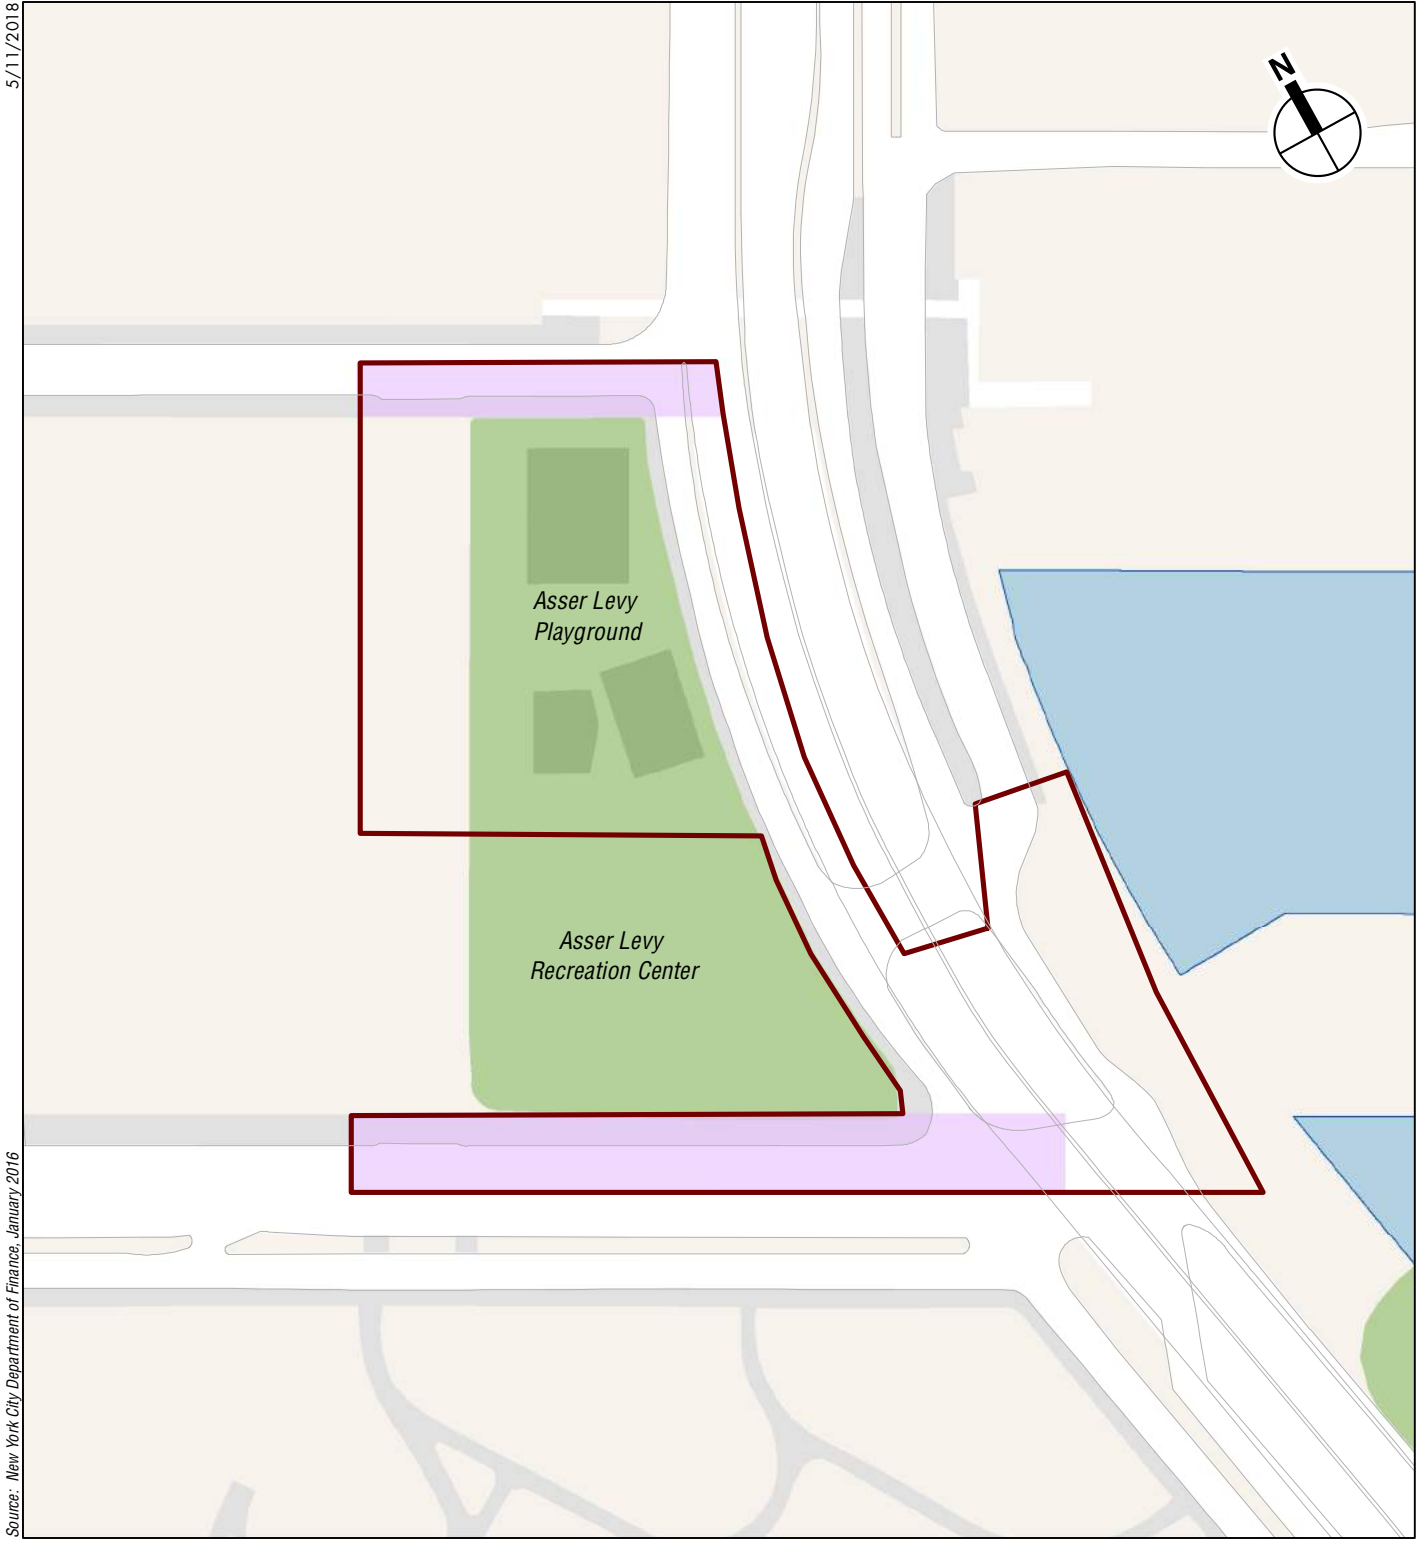 5/11/2018
N
Asser Levy
Playground
Asser Levy
Recreation Center
Source: New York City Department of Finance, January 2016